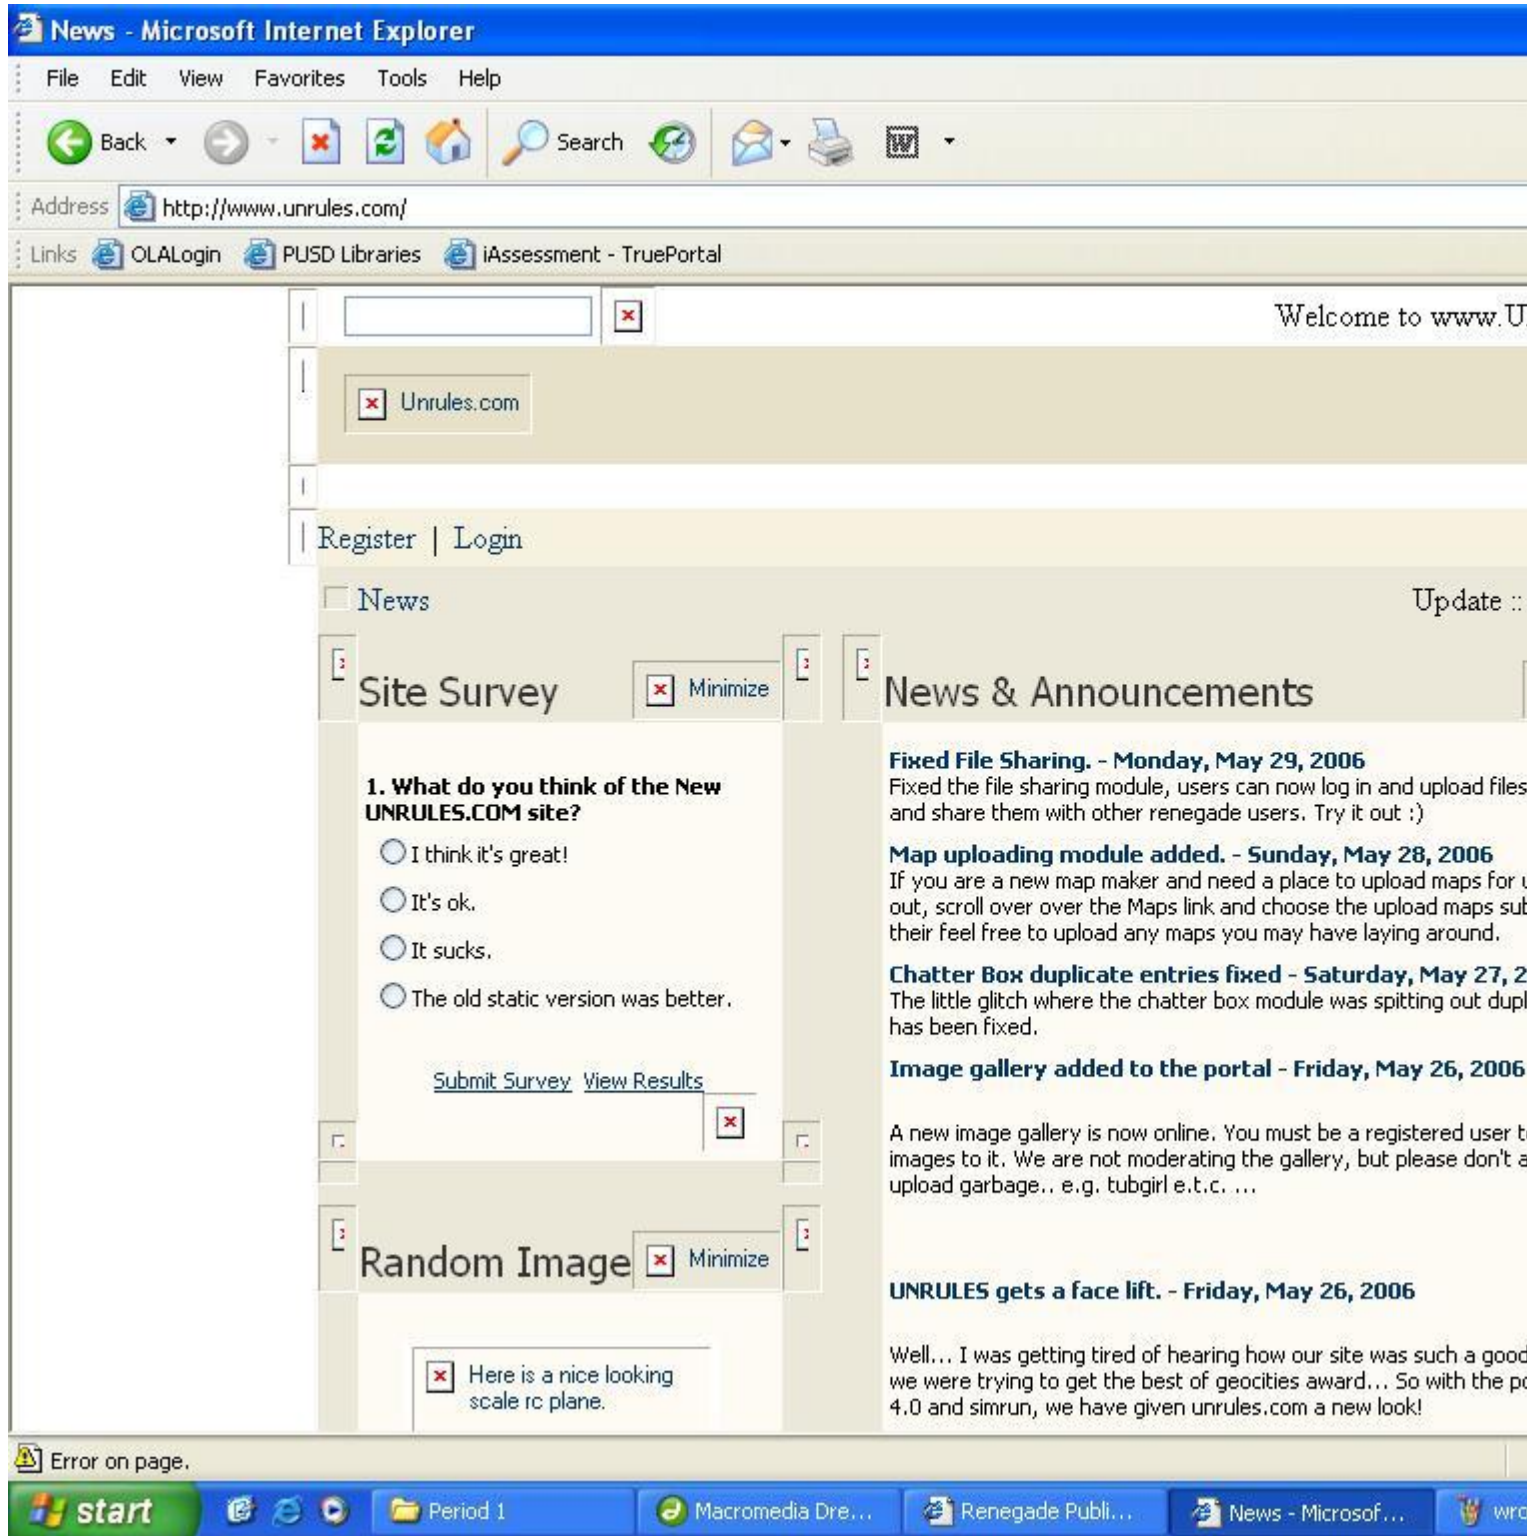 News - Microsoft Internet Explorer
File Edit View Favorites Tools Help
Back Search
Address http://www.unrules.com/
Links OLALogin PUSD Libraries iAssessment - TruePortal
Welcome to www.U
Unrules.com
Register | Login
News Update ::
Site Survey Minimize
1. What do you think of the New
UNRULES.COM site?
I think it's great!
It's ok.
It sucks.
The old static version was better.
Submit Survey View Results
Random Image Minimize
Here is a nice looking
scale rc plane.
News & Announcements
Fixed File Sharing. - Monday, May 29, 2006
Fixed the file sharing module, users can now log in and upload files
and share them with other renegade users. Try it out :)
Map uploading module added. - Sunday, May 28, 2006
If you are a new map maker and need a place to upload maps for
out, scroll over over the Maps link and choose the upload maps
their feel free to upload any maps you may have laying around.
Chatter Box duplicate entries fixed - Saturday, May 27, 2
The little glitch where the chatter box module was spitting out dupl
has been fixed.
Image gallery added to the portal - Friday, May 26, 2006
A new image gallery is now online. You must be a registered user
images to it. We are not moderating the gallery, but please don't a
upload garbage.. e.g. tubgirl e.t.c. ...
UNRULES gets a face lift. - Friday, May 26, 2006
Well... I was getting tired of hearing how our site was such a good
we were trying to get the best of geocities award... So with the po
4.0 and simrun, we have given unrules.com a new look!
Error on page.
start Period 1 Macromedia Dre... Renegade Publi... News - Microsof... wro